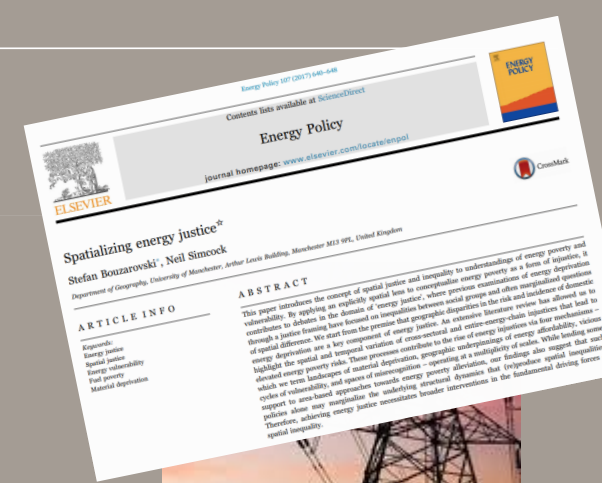 Energy Policy 107 (2017) 640–648
Contents lists available at ScienceDirect
Energy Policy
journal homepage: www.elsevier.com/locate/enpol
ELSEVIER
ENERGY
POLICY
CrossMark
Spatializing energy justice☆
Stefan Bouzarovski*, Neil Simcock
Department of Geography, University of Manchester, Arthur Lewis Building, Manchester M13 9PL, United Kingdom
ARTICLE INFO
Keywords:
Energy justice
Spatial justice
Energy vulnerability
Fuel poverty
Material deprivation
ABSTRACT
This paper introduces the concept of spatial justice and inequality to understandings of energy poverty and
vulnerability. By applying an explicitly spatial lens to conceptualize energy poverty as a form of injustice, it
contributes to debates in the domain of 'energy justice', where previous examinations of energy deprivation
through a justice framing have focused on inequalities between social groups and often marginalized questions
of spatial difference. We start from the premise that geographic disparities in the risk and incidence of domestic
energy deprivation are a key component of energy justice. An extensive literature review has allowed us to
highlight the spatial and temporal variation of cross-sectoral and entire-energy chain injustices that lead to
elevated energy poverty risks. These processes contribute to the rise of energy injustices via four mechanisms –
which we term landscapes of material deprivation, geographic underpinnings of energy affordability, vicious
cycles of vulnerability, and spaces of misrecognition – operating at a multiplicity of scales. While lending some
support to area-based approaches towards energy poverty alleviation, our findings also suggest that such
policies alone may marginalize the underlying structural dynamics that (re)produce spatial inequalities
Therefore, achieving energy justice necessitates broader interventions in the fundamental driving forces
spatial inequality.